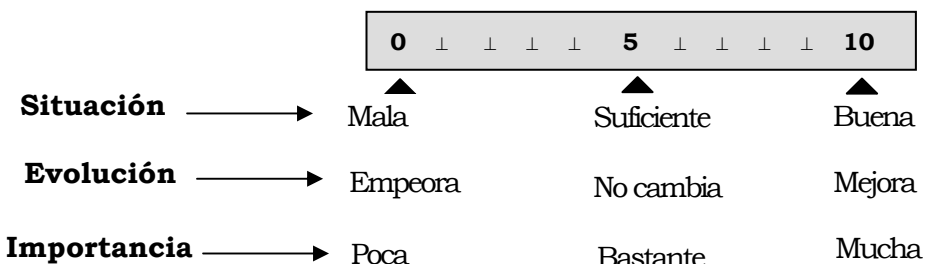 0 ⊥ ⊥ ⊥ ⊥ 5 ⊥ ⊥ ⊥ ⊥ 10
Situación Mala Suficiente Buena
Evolución Empeora No cambia Mejora
Importancia Poca Bastante Mucha